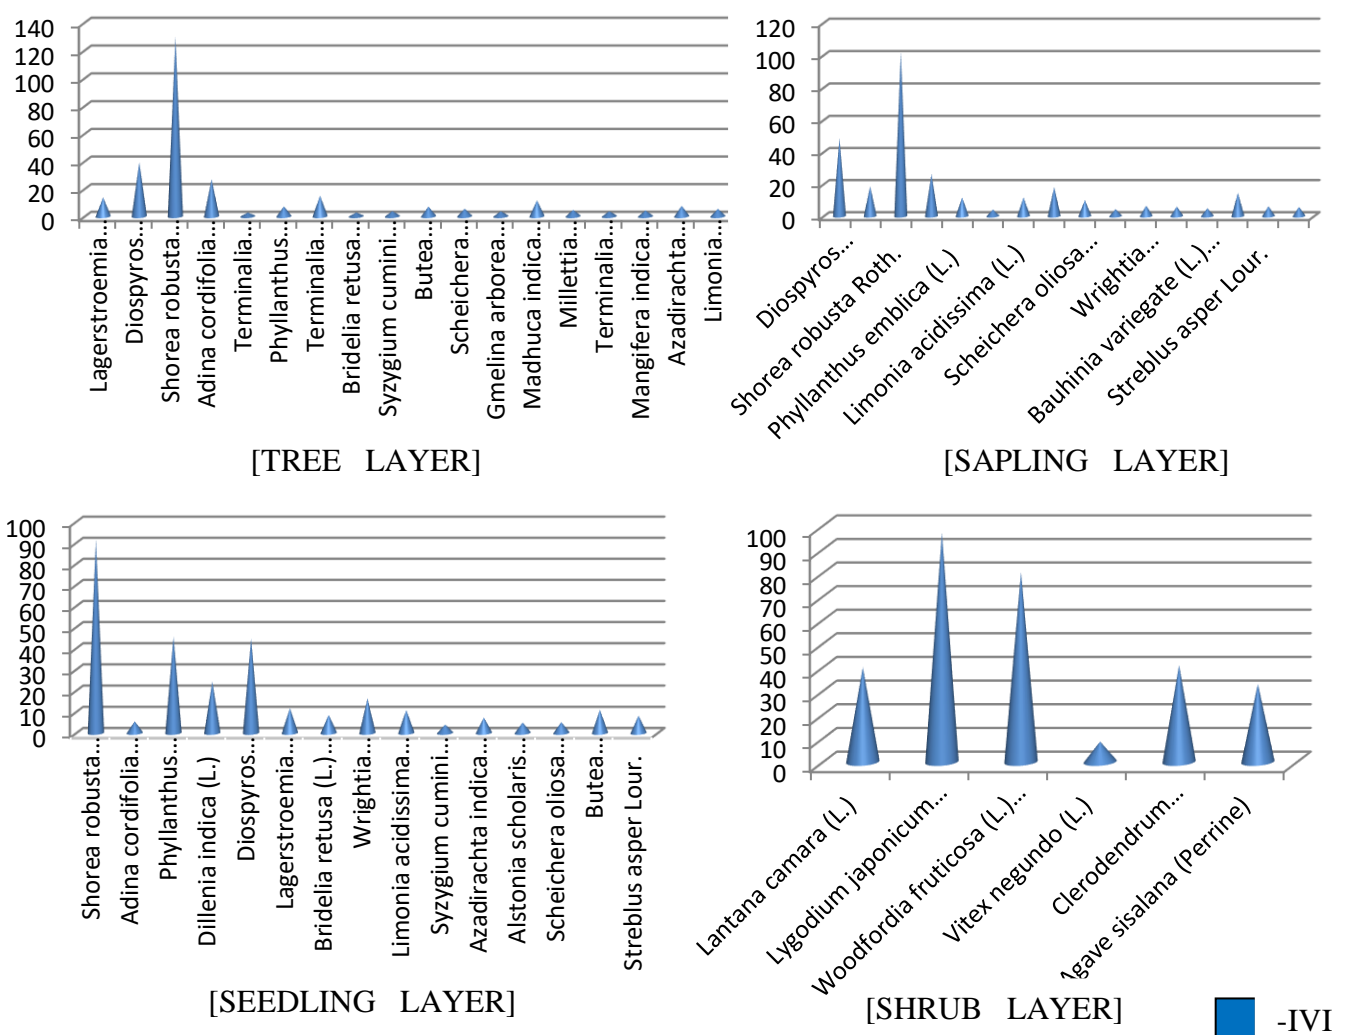 140
120
100
80
60
40
20
0
Lagerstroemia...
Diospyros...
Shorea robusta...
Adina cordifolia...
Terminalia...
Phyllanthus...
Terminalia...
Bridelia retusa...
Syzygium cumini...
Butea...
Scheichera...
Gmelina arborea...
Madhuca indica...
Millettia...
Terminalia...
Mangifera indica...
Azadirachta...
Limonia...
[TREE LAYER]
120
100
80
60
40
20
0
Diospyros...
Shorea robusta Roth.
Phyllanthus emblica (L.)
Limonia acidissima (L.)
Scheichera oliosa...
Wrightia...
Bauhinia variegate (L.)...
Streblus asper Lour.
[SAPLING LAYER]
100
90
80
70
60
50
40
30
20
10
0
Shorea robusta...
Adina cordifolia...
Phyllanthus...
Dillenia indica (L.)
Diospyros...
Lagerstroemia...
Bridelia retusa (L.)...
Wrightia...
Limonia acidissima...
Syzygium cumini...
Azadirachta indica...
Alstonia scholaris...
Scheichera oliosa...
Butea...
Streblus asper Lour.
[SEEDLING LAYER]
100
90
80
70
60
50
40
30
20
10
0
Lantana camara (L.)
Lygodium japonicum...
Woodfordia fruticosa (L.)...
Vitex negundo (L.)
Clerodendrum...
Agave sisalana (Perrine)
[SHRUB LAYER]
-IVI